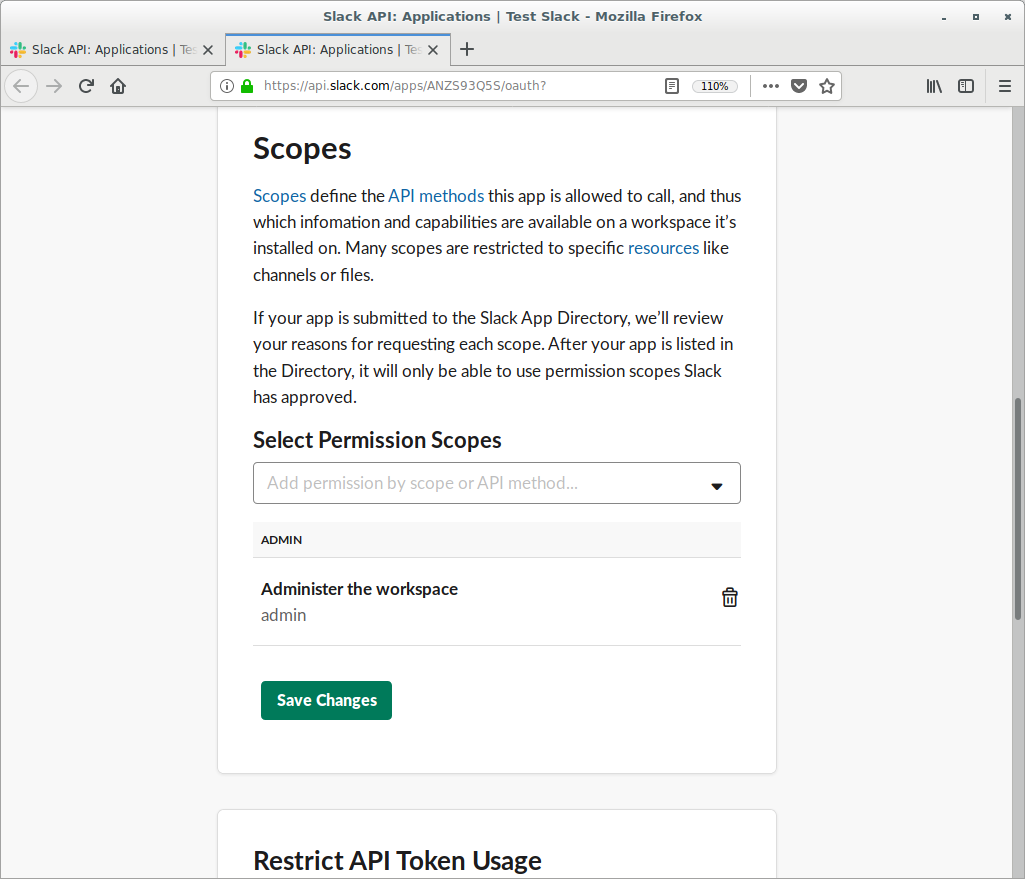 Slack API: Applications | Test Slack - Mozilla Firefox
Slack API: Applications | Tes
Slack API: Applications | Tes
https://api.slack.com/apps/ANZS93Q5S/oauth?
110%
Scopes
Scopes define the API methods this app is allowed to call, and thus
which infomation and capabilities are available on a workspace it’s
installed on. Many scopes are restricted to specific resources like
channels or files.
If your app is submitted to the Slack App Directory, we’ll review
your reasons for requesting each scope. After your app is listed in
the Directory, it will only be able to use permission scopes Slack
has approved.
Select Permission Scopes
Add permission by scope or API method...
ADMIN
Administer the workspace
admin
Save Changes
Restrict API Token Usage